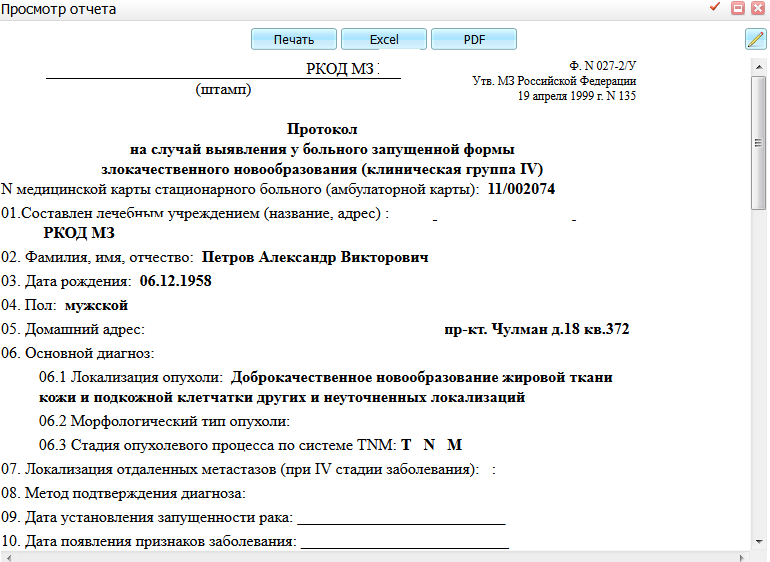 Просмотр отчета
Печать Excel PDF
РКОД МЗ
(штамп)
Ф. N 027-2/У
Утв. МЗ Российской Федерации
19 апреля 1999 г. N 135
Протокол
на случай выявления у больного запущенной формы
злокачественного новообразования (клиническая группа IV)
N медицинской карты стационарного больного (амбулаторной карты): 11/002074
01.Составлен лечебным учреждением (название, адрес) :
РКОД МЗ
02. Фамилия, имя, отчество: Петров Александр Викторович
03. Дата рождения: 06.12.1958
04. Пол: мужской
05. Домашний адрес: пр-кт. Чулман д.18 кв.372
06. Основной диагноз:
06.1 Локализация опухоли: Доброкачественное новообразование жировой ткани
кожи и подкожной клетчатки других и неуточненных локализаций
06.2 Морфологический тип опухоли:
06.3 Стадия опухолевого процесса по системе TNM: T N M
07. Локализация отдаленных метастазов (при IV стадии заболевания): :
08. Метод подтверждения диагноза:
09. Дата установления запущенности рака:
10. Дата появления признаков заболевания: